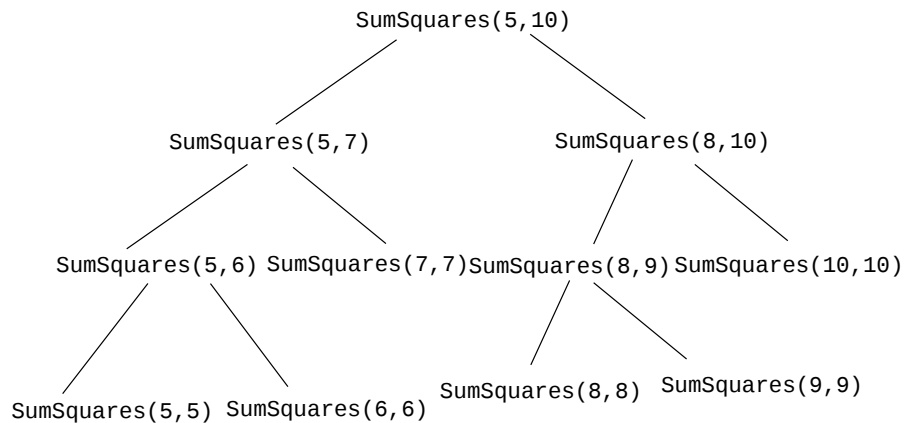 SumSquares(5,10)
SumSquares(5,7)
SumSquares(8,10)
SumSquares(5,6)
SumSquares(7,7)
SumSquares(8,9)
SumSquares(10,10)
SumSquares(5,5)
SumSquares(6,6)
SumSquares(8,8)
SumSquares(9,9)